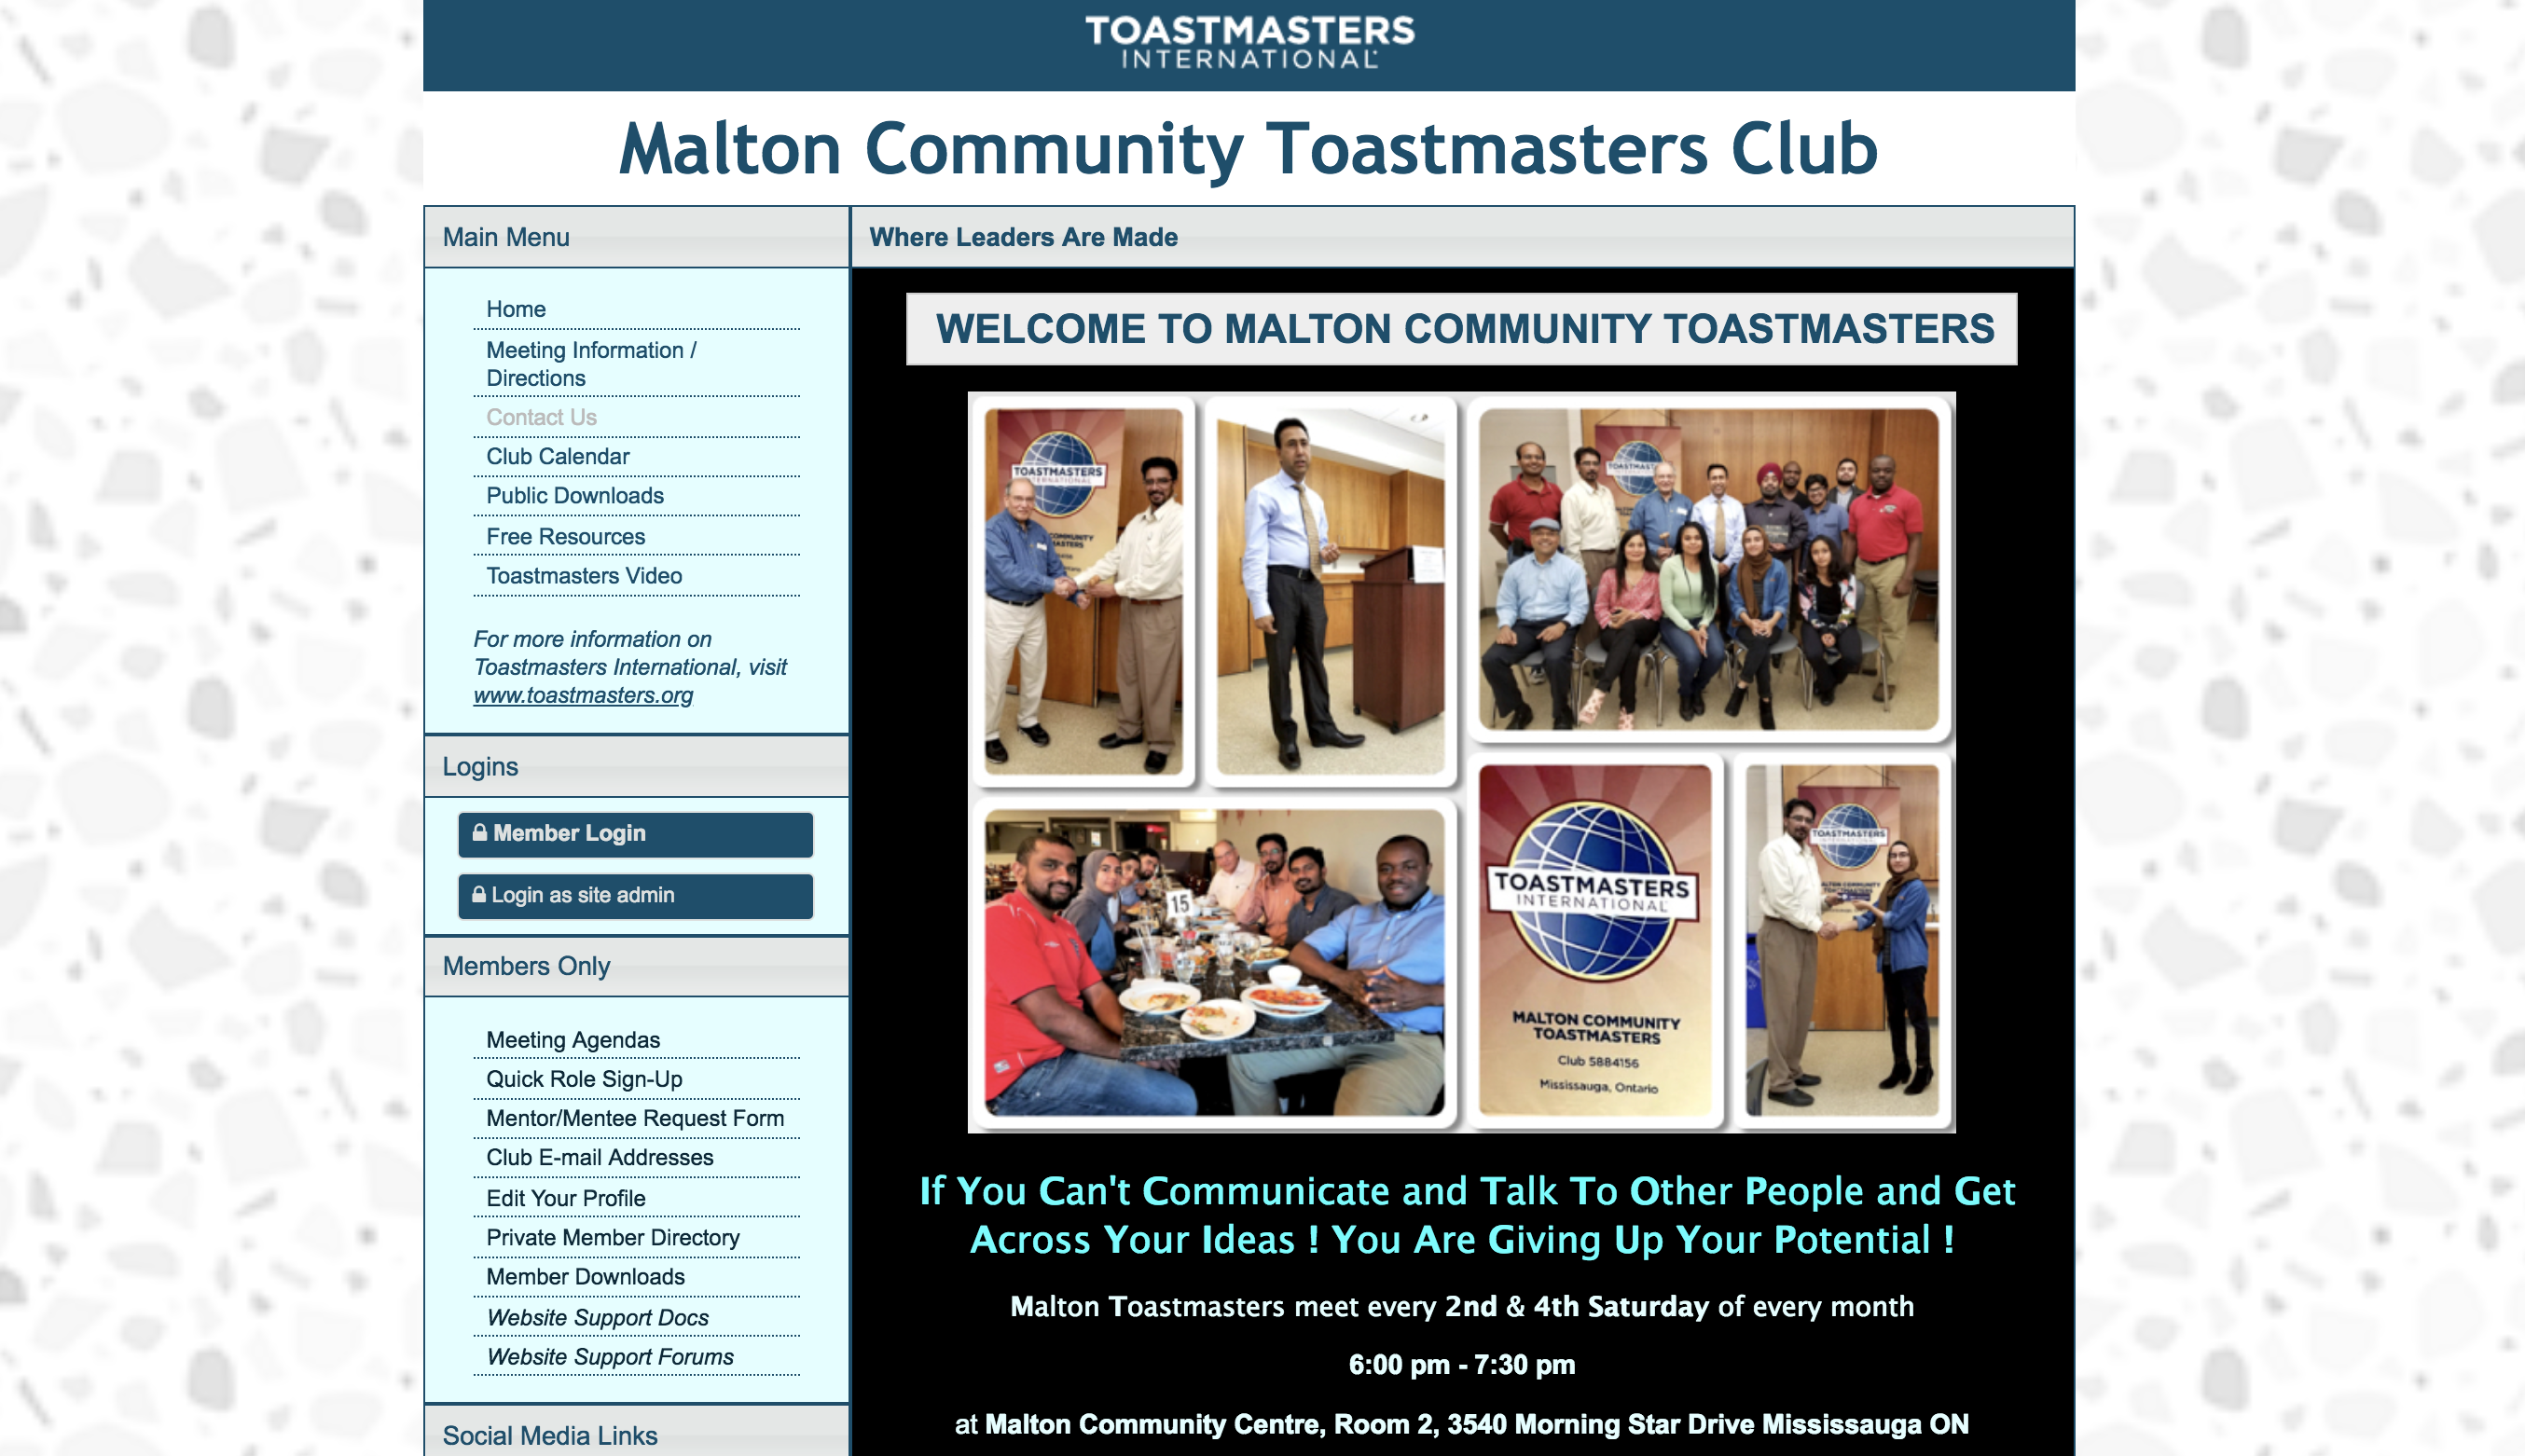 TOASTMASTERS
INTERNATIONAL
Malton Community Toastmasters Club
Main Menu
Home
Meeting Information /
Directions
Contact Us
Club Calendar
Public Downloads
Free Resources
Toastmasters Video
For more information on
Toastmasters International, visit
www.toastmasters.org
Logins
Member Login
Login as site admin
Members Only
Meeting Agendas
Quick Role Sign-Up
Mentor/Mentee Request Form
Club E-mail Addresses
Edit Your Profile
Private Member Directory
Member Downloads
Website Support Docs
Website Support Forums
Social Media Links
Where Leaders Are Made
WELCOME TO MALTON COMMUNITY TOASTMASTERS
TOASTMASTERS
INTERNATIONAL
COMMUNITY
TOASTMAST
15
TOASTMASTERS
INTERNATIONAL
MALTON COMMUNITY
TOASTMASTERS
Club 5884156
Mississauga, Ontario
TOASTMASTERS
INTERNATIONAL
If You Can't Communicate and Talk To Other People and Get
Across Your Ideas ! You Are Giving Up Your Potential !
Malton Toastmasters meet every 2nd & 4th Saturday of every month
6:00 pm - 7:30 pm
at Malton Community Centre, Room 2, 3540 Morning Star Drive Mississauga ON